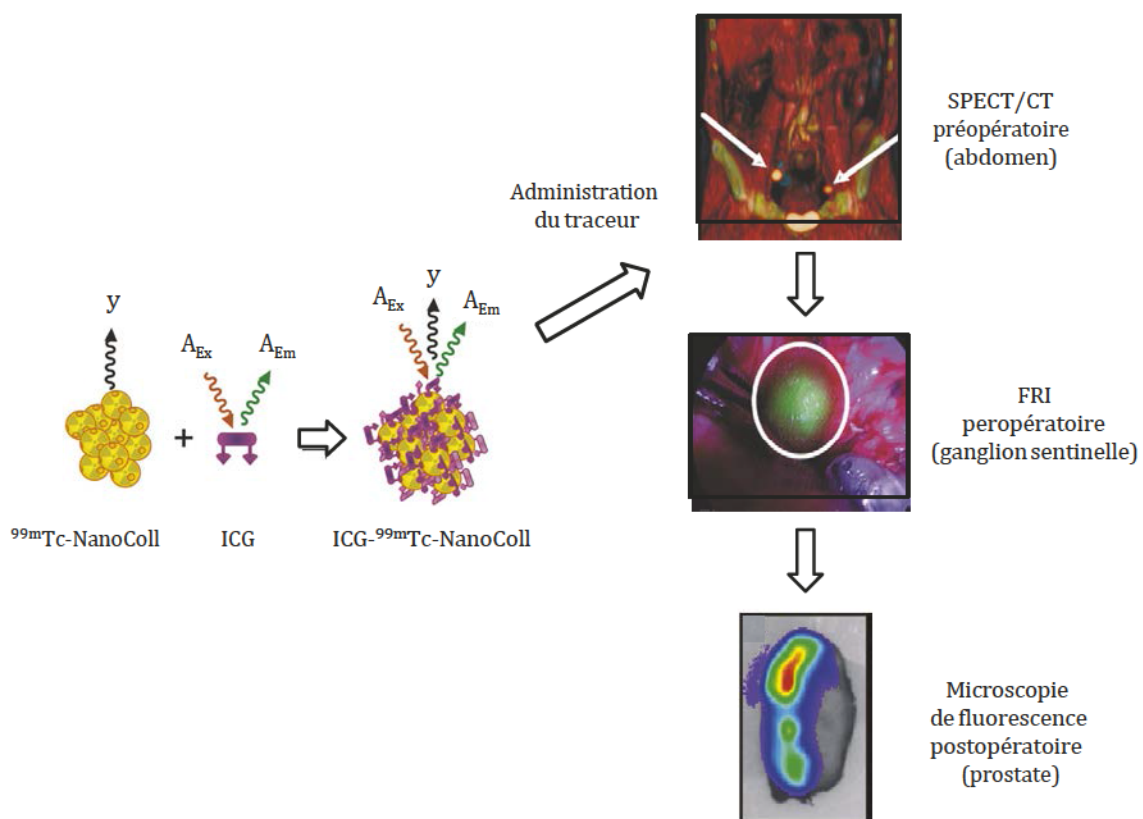 SPECT/CT
préopératoire
(abdomen)
Administration
du traceur
y
A_Ex
A_Em
y
A_Ex
A_Em
+
99mTc-NanoColl
ICG
ICG-99mTc-NanoColl
FRI
peropératoire
(ganglion sentinelle)
Microscopie
de fluorescence
postopératoire
(prostate)